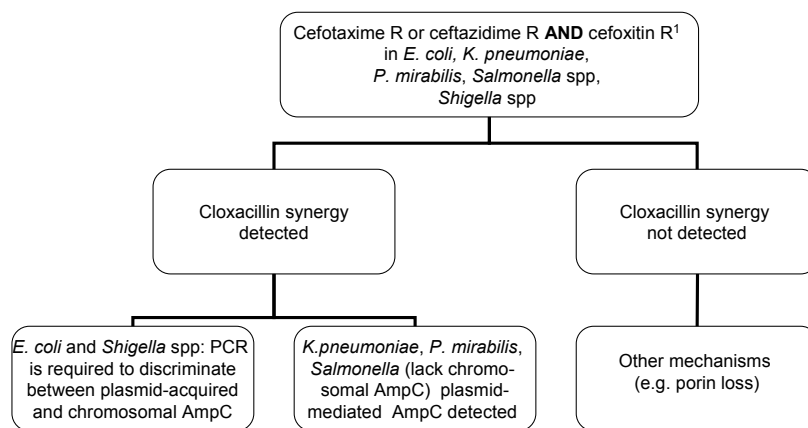 Cefotaxime R or ceftazidime R AND cefoxitin R¹
in E. coli, K. pneumoniae,
P. mirabilis, Salmonella spp,
Shigella spp
Cloxacillin synergy
detected
Cloxacillin synergy
not detected
E. coli and Shigella spp: PCR
is required to discriminate
between plasmid-acquired
and chromosomal AmpC
K.pneumoniae, P. mirabilis,
Salmonella (lack chromo-
somal AmpC) plasmid-
mediated AmpC detected
Other mechanisms
(e.g. porin loss)